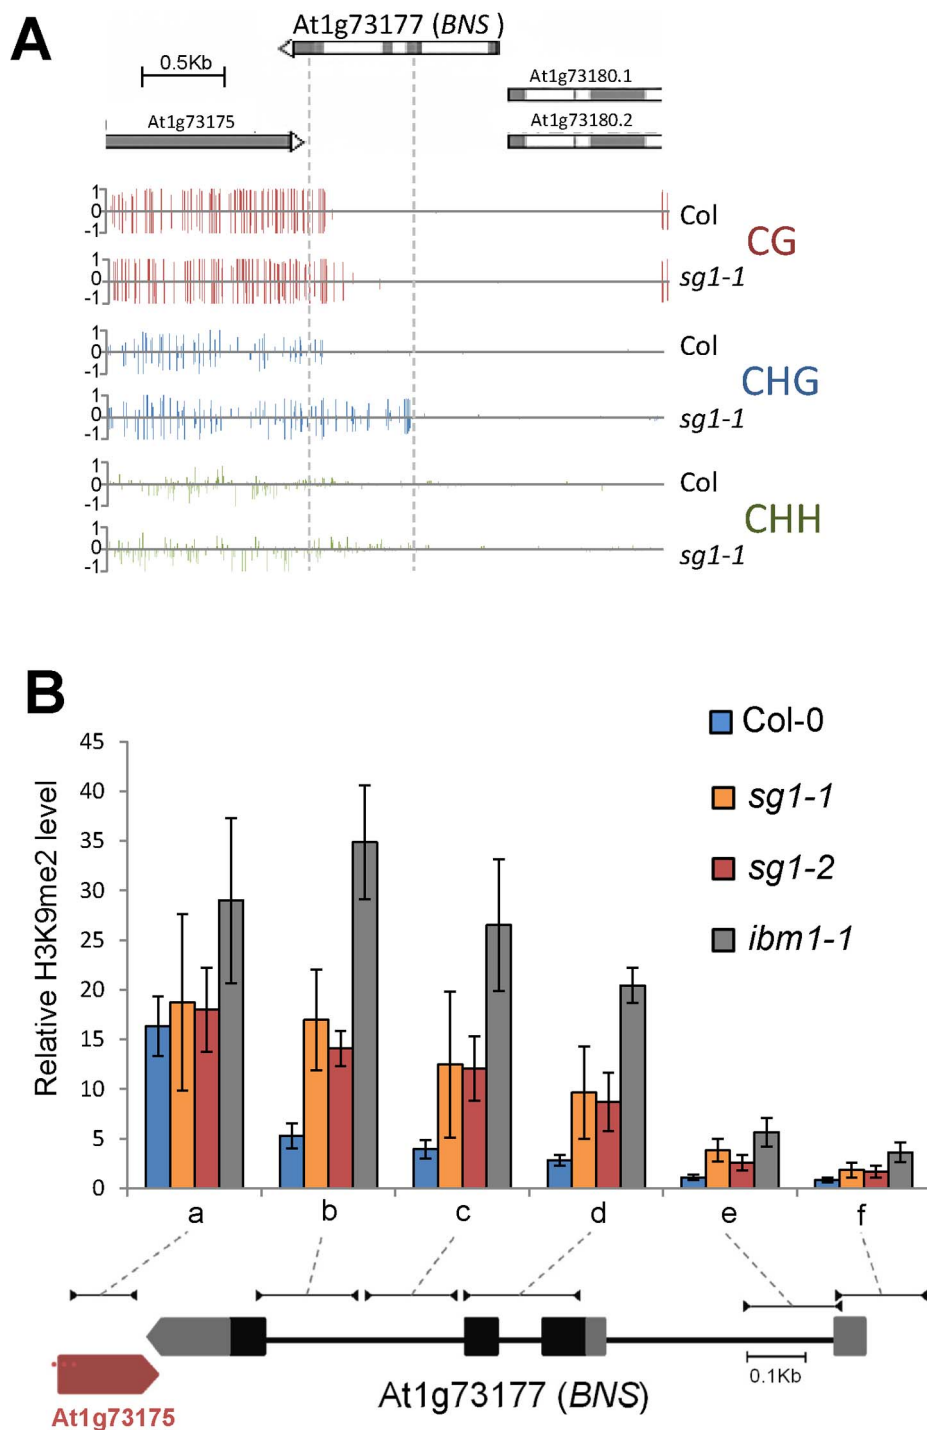 A
At1g73177 (BNS )
0.5Kb
At1g73180.1
At1g73175
At1g73180.2
1
0
-1
Col
CG
1
0
-1
sg1-1
1
0
-1
Col
CHG
1
0
-1
sg1-1
1
0
-1
Col
CHH
1
0
-1
sg1-1
B
Relative H3K9me2 level
45
40
35
30
25
20
15
10
5
0
Col-0
sg1-1
sg1-2
ibm1-1
a b c d e f
0.1Kb
At1g73177 (BNS)
At1g73175